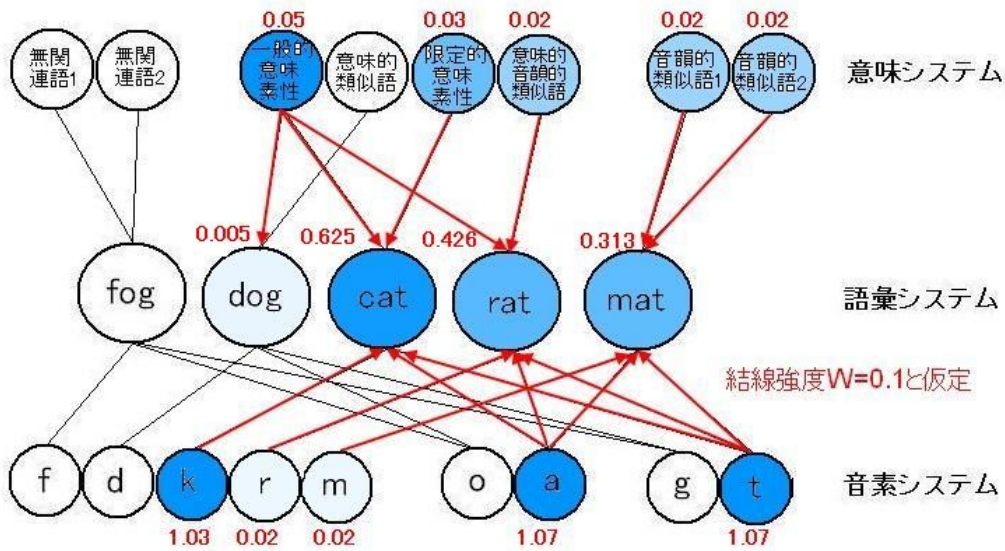 0.05
0.03
0.02
0.02
0.02
無関
連語1
無関
連語2
一般的
意味
素性
意味的
類似語
限定的
意味
素性
意味的
音韻的
類似語
音韻的
類似語1
音韻的
類似語2
意味システム
0.005
0.625
0.426
0.313
fog
dog
cat
rat
mat
語彙システム
結線強度W=0.1と仮定
f
d
k
r
m
o
a
g
t
音素システム
1.03
0.02
0.02
1.07
1.07